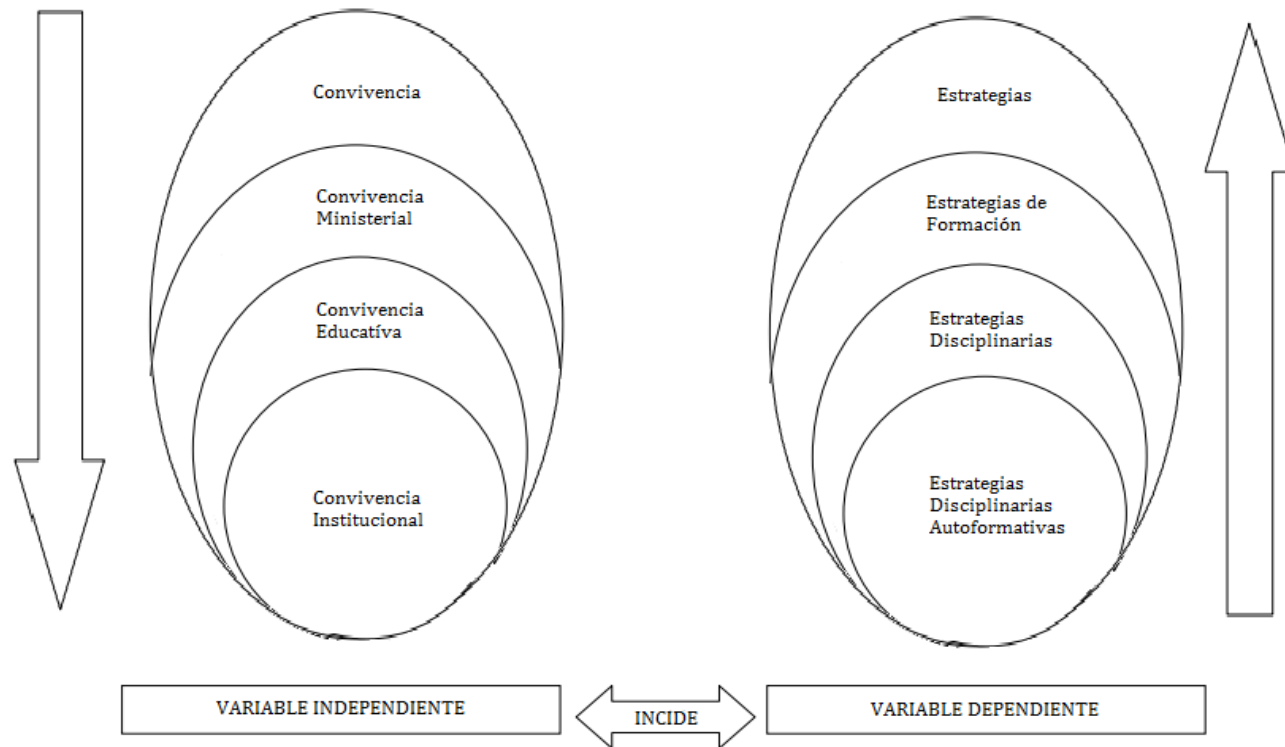 Convivencia
Convivencia
Ministerial
Convivencia
Educatíva
Convivencia
Institucional
Estrategias
Estrategias de
Formación
Estrategias
Disciplinarias
Estrategias
Disciplinarias
Autoformativas
VARIABLE INDEPENDIENTE
INCIDE
VARIABLE DEPENDIENTE